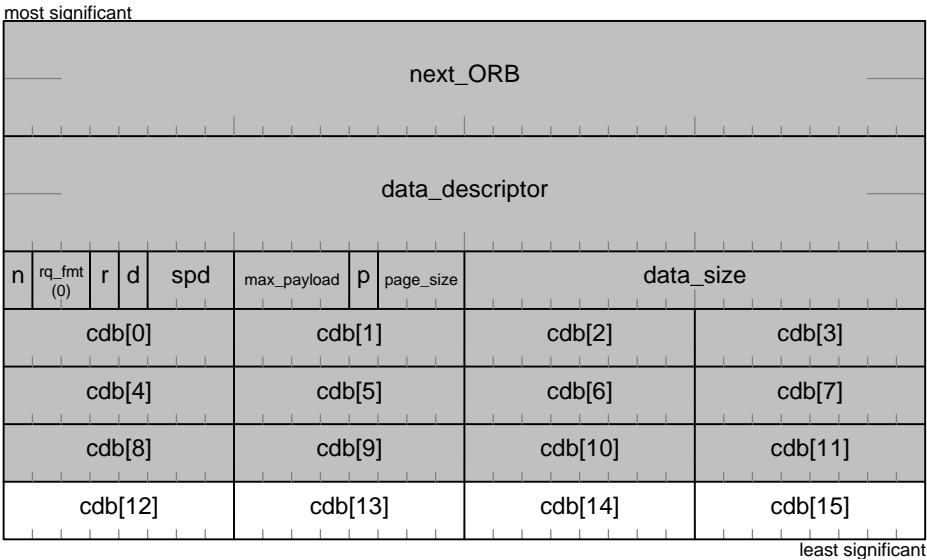 most significant
next_ORB
data_descriptor
n rq_fmt (0) r d spd max_payload p page_size data_size
cdb[0] cdb[1] cdb[2] cdb[3]
cdb[4] cdb[5] cdb[6] cdb[7]
cdb[8] cdb[9] cdb[10] cdb[11]
cdb[12] cdb[13] cdb[14] cdb[15]
least significant